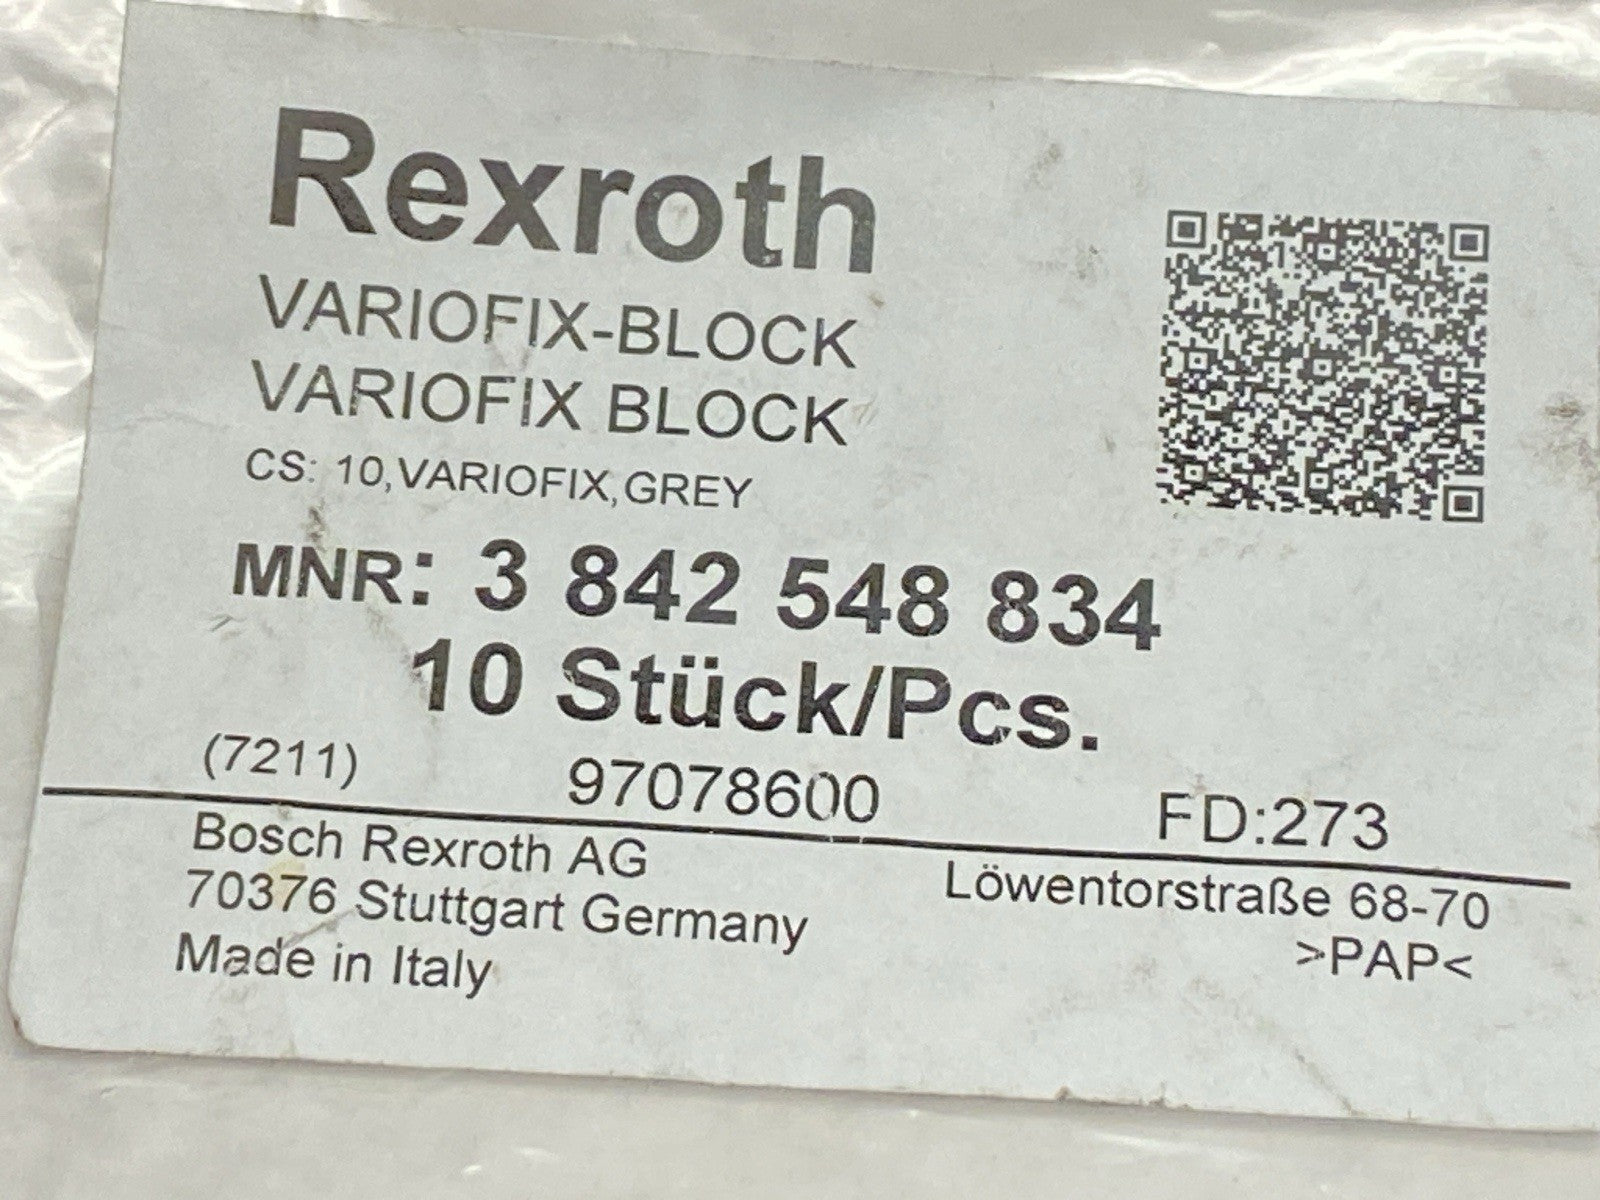 Rexroth
VARIOFIX-BLOCK
VARIOFIX BLOCK
CS: 10,VARIOFIX,GREY
MNR: 3 842 548 834
10 Stück/Pcs.
(7211) 97078600 FD:273
Bosch Rexroth AG Löwentorstraße 68-70
70376 Stuttgart Germany >PAP<
Made in Italy